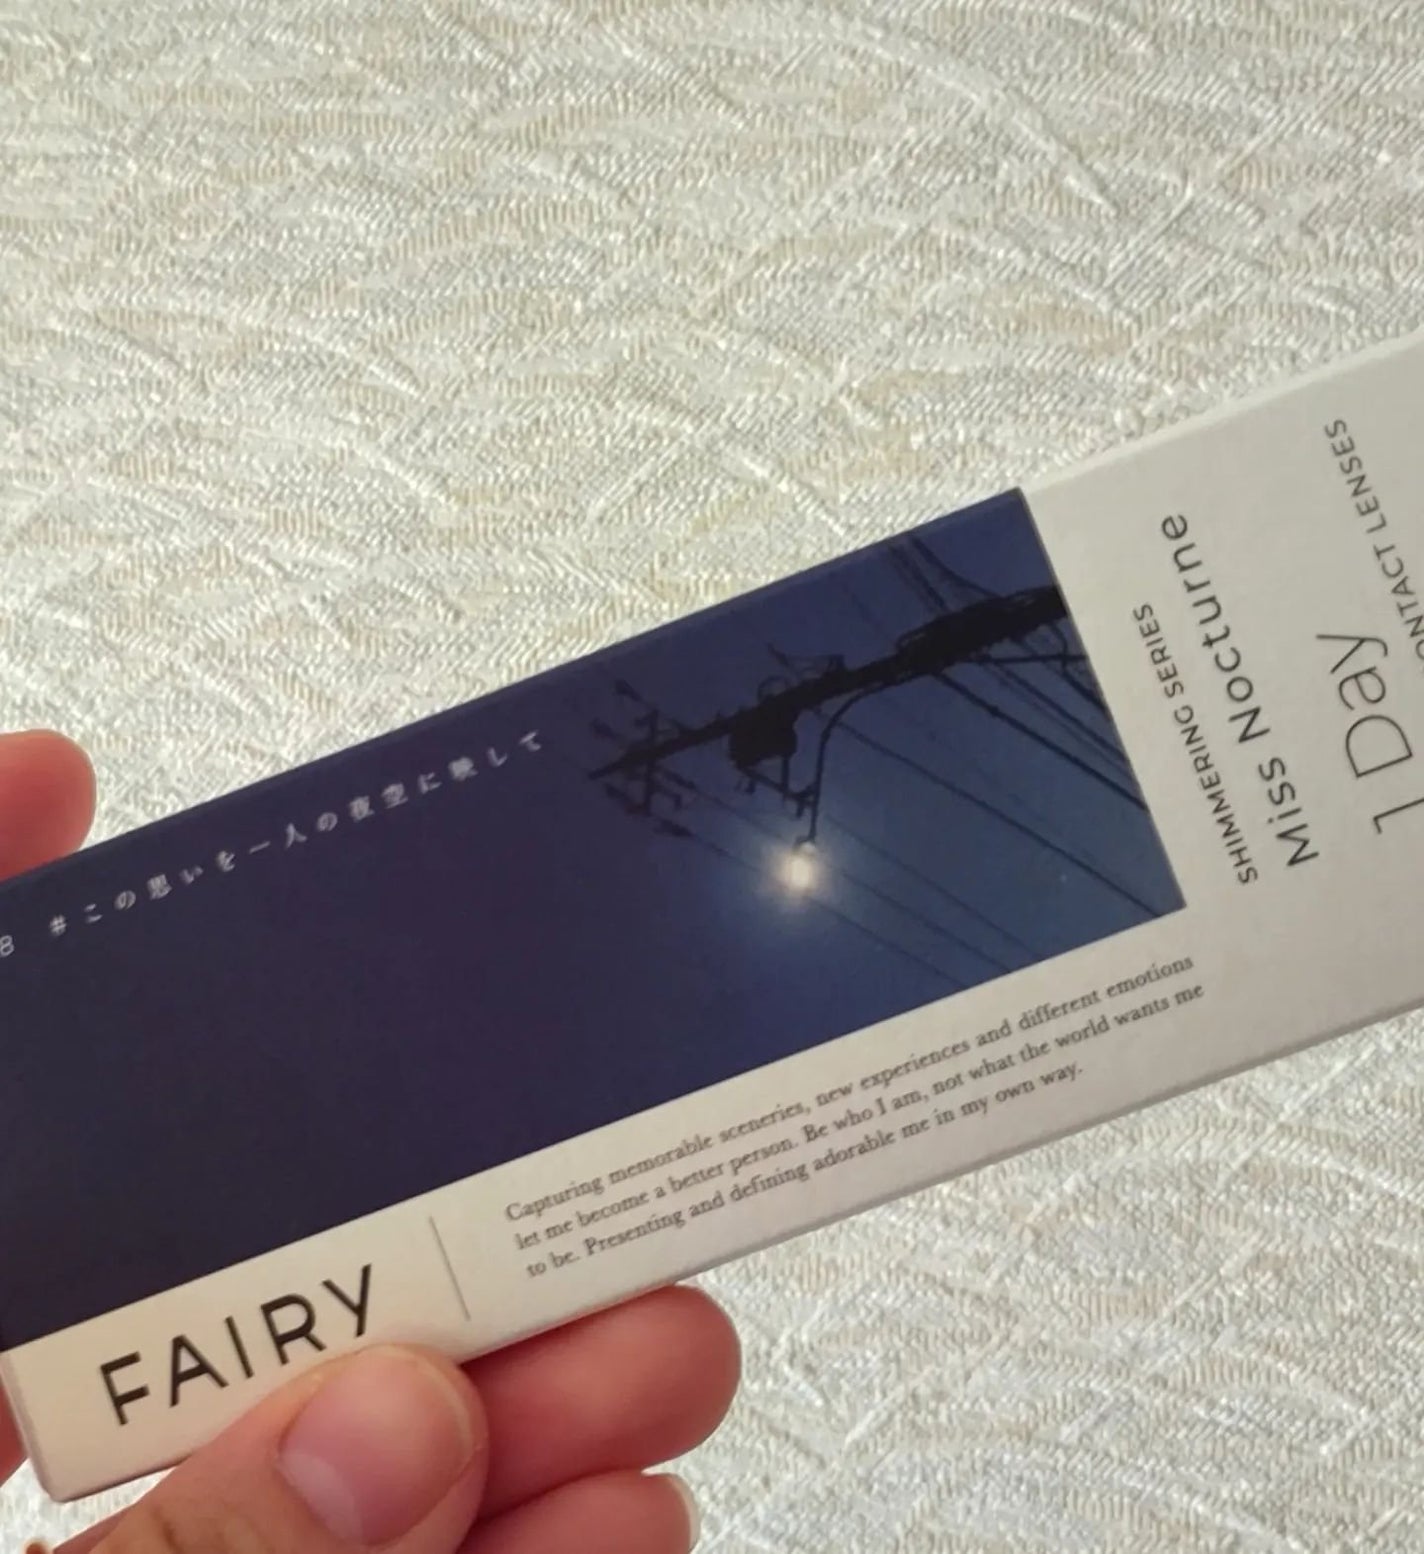 8 #この思いを一人の夜空に映して
SHIMMERING SERIES
Miss Nocturne
1 Day
CONTACT LENSES
Capturing memorable sceneries, new experiences and different emotions
let me become a better person. Be who I am, not what the world wants me
to be. Presenting and defining adorable me in my own way.
FAIRY